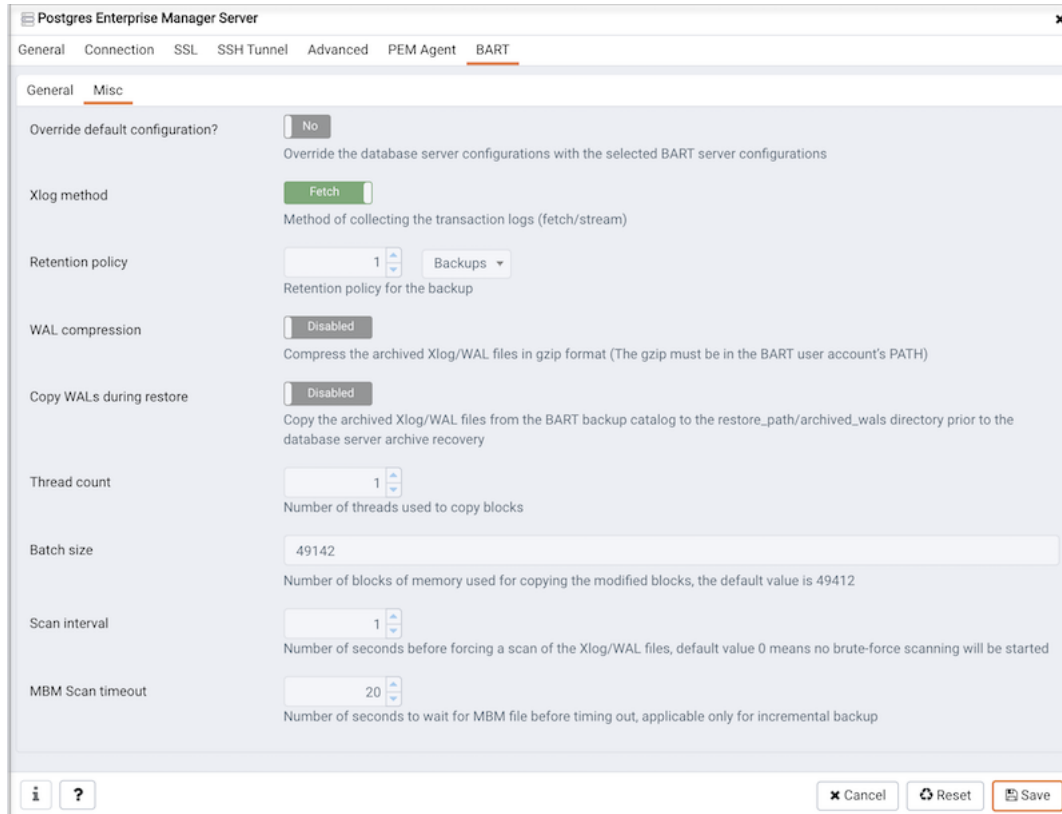 Postgres Enterprise Manager Server
General Connection SSL SSH Tunnel Advanced PEM Agent BART
General Misc
Override default configuration? No
Override the database server configurations with the selected BART server configurations
Xlog method Fetch
Method of collecting the transaction logs (fetch/stream)
Retention policy 1 Backups
Retention policy for the backup
WAL compression Disabled
Compress the archived Xlog/WAL files in gzip format (The gzip must be in the BART user account's PATH)
Copy WALs during restore Disabled
Copy the archived Xlog/WAL files from the BART backup catalog to the restore_path/archived_wals directory prior to the
database server archive recovery
Thread count 1
Number of threads used to copy blocks
Batch size 49142
Number of blocks of memory used for copying the modified blocks, the default value is 49412
Scan interval 1
Number of seconds before forcing a scan of the Xlog/WAL files, default value 0 means no brute-force scanning will be started
MBM Scan timeout 20
Number of seconds to wait for MBM file before timing out, applicable only for incremental backup
i ? Cancel Reset Save